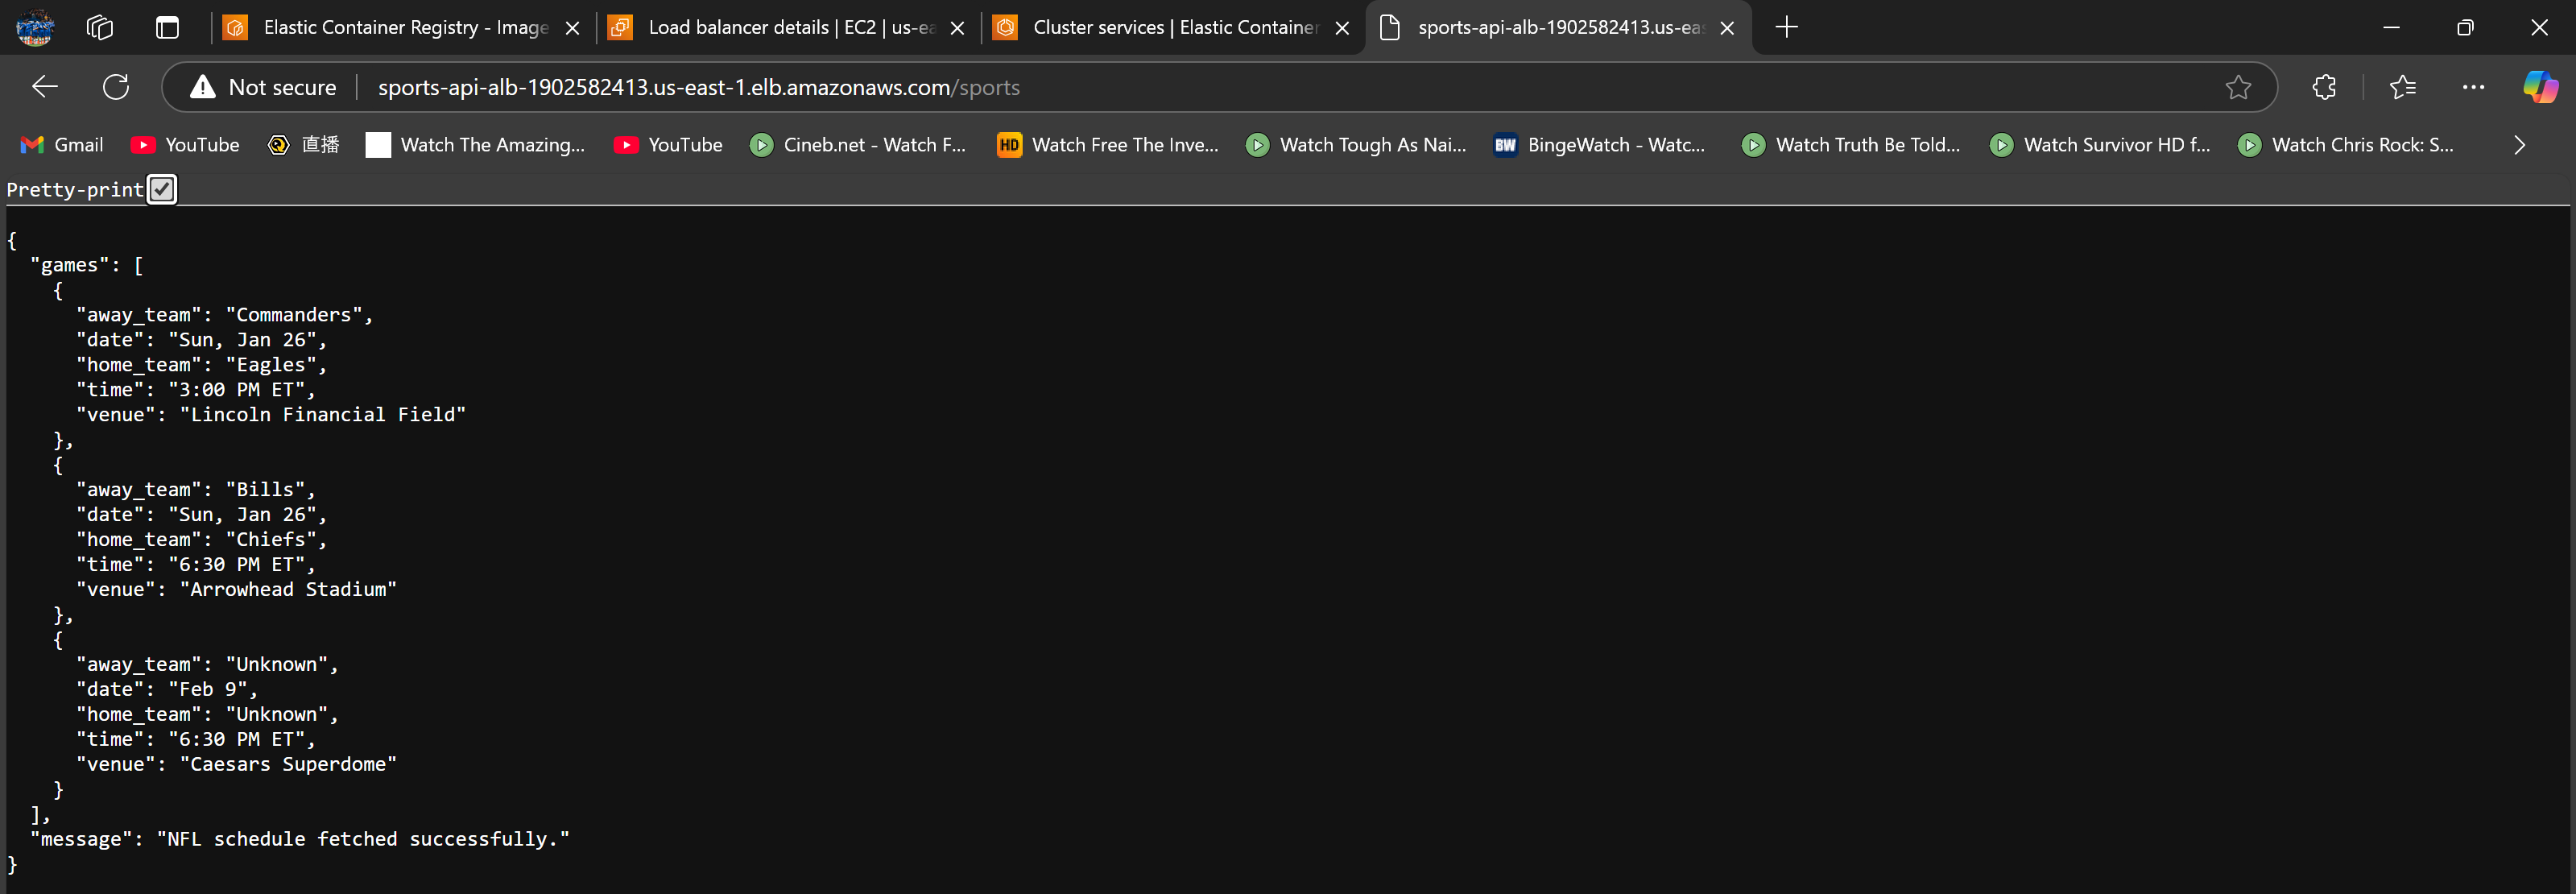 Elastic Container Registry - Image
Load balancer details | EC2 | us-ea
Cluster services | Elastic Container
sports-api-alb-1902582413.us-eas
Not secure
sports-api-alb-1902582413.us-east-1.elb.amazonaws.com/sports
Gmail
YouTube
直播
Watch The Amazing...
YouTube
Cineb.net - Watch F...
HD
Watch Free The Inve...
Watch Tough As Nai...
BW
BingeWatch - Watc...
Watch Truth Be Told...
Watch Survivor HD f...
Watch Chris Rock: S...
Pretty-print
{
"games": [
{
"away_team": "Commanders",
"date": "Sun, Jan 26",
"home_team": "Eagles",
"time": "3:00 PM ET",
"venue": "Lincoln Financial Field"
},
{
"away_team": "Bills",
"date": "Sun, Jan 26",
"home_team": "Chiefs",
"time": "6:30 PM ET",
"venue": "Arrowhead Stadium"
},
{
"away_team": "Unknown",
"date": "Feb 9",
"home_team": "Unknown",
"time": "6:30 PM ET",
"venue": "Caesars Superdome"
}
],
"message": "NFL schedule fetched successfully."
}